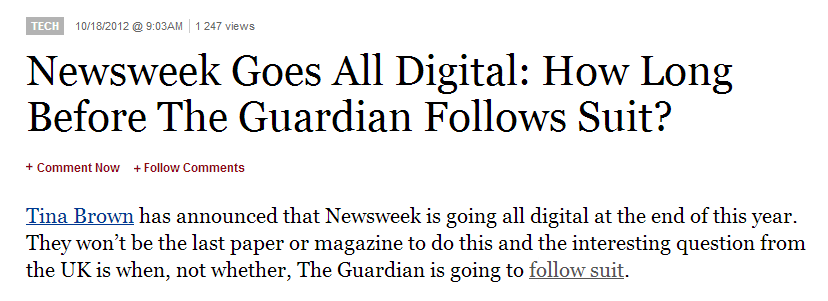 TECH 10/18/2012 @ 9:03AM | 1 247 views
Newsweek Goes All Digital: How Long
Before The Guardian Follows Suit?
+ Comment Now + Follow Comments
Tina Brown has announced that Newsweek is going all digital at the end of this year.
They won’t be the last paper or magazine to do this and the interesting question from
the UK is when, not whether, The Guardian is going to follow suit.